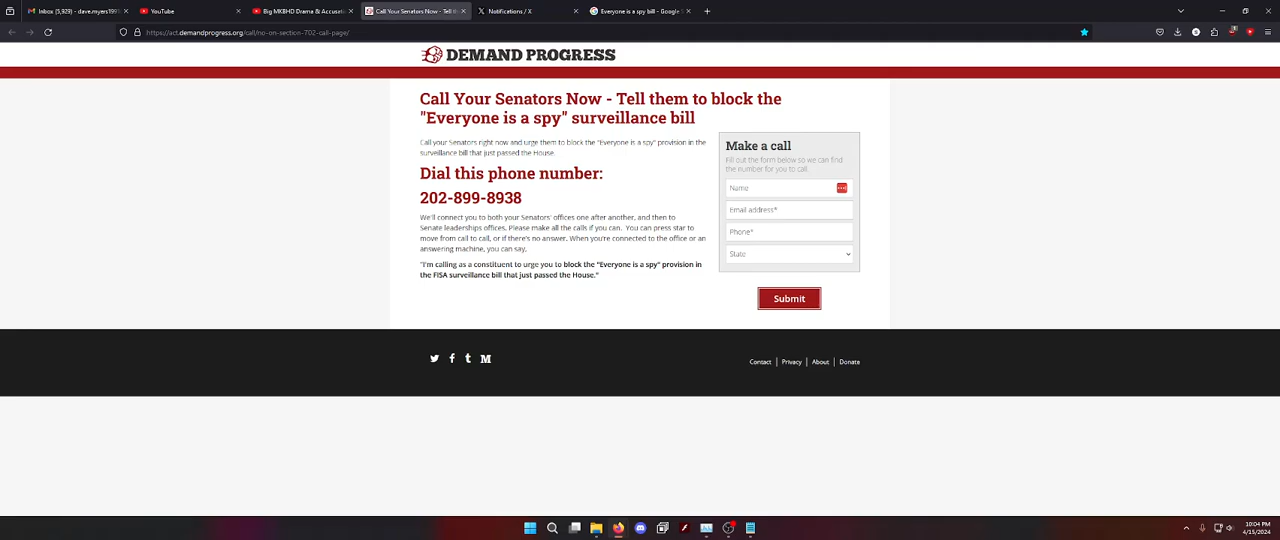 Inbox (5,929) - dave.myers199
YouTube
Big MKBHD Drama & Accusati
Call Your Senators Now - Tell th
Notifications / X
Everyone is a spy bill - Google S
https://act.demandprogress.org/call/no-on-section-702-call-page/
DEMAND PROGRESS
Call Your Senators Now - Tell them to block the
"Everyone is a spy" surveillance bill
Call your Senators right now and urge them to block the "Everyone is a spy" provision in the
surveillance bill that just passed the House.
Dial this phone number:
202-899-8938
We'll connect you to both your Senators' offices one after another, and then to
Senate leaderships offices. Please make all the calls if you can. You can press star to
move from call to call, or if there's no answer. When you're connected to the office or an
answering machine, you can say,
"I'm calling as a constituent to urge you to block the "Everyone is a spy" provision in
the FISA surveillance bill that just passed the House."
Make a call
Fill out the form below so we can find
the number for you to call.
Name
Email address*
Phone*
State
Submit
Contact | Privacy | About | Donate
10:04 PM
4/15/2024